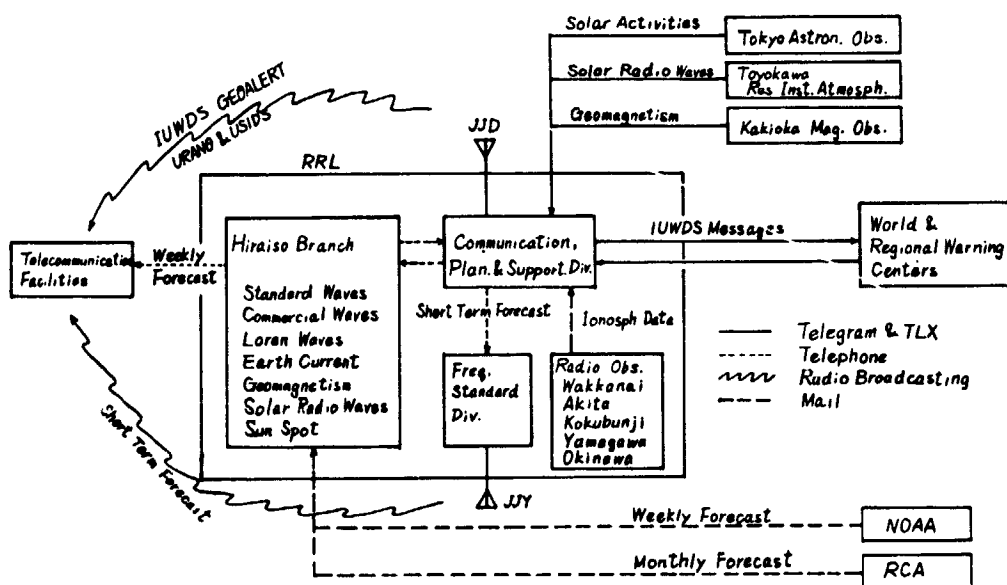 Solar Activities
Tokyo Astron. Obs.
Solar Radio Waves
Toyokawa
Res Inst. Atmosph.
Geomagnetism
Kakioka Mag. Obs.
IUWDS GEOALERT
URANO & USIDS
JJD
RRL
Telecommunication
Facilities
Weekly
Forecast
Hiraiso Branch
Standard Waves
Commercial Waves
Loran Waves
Earth Current
Geomagnetism
Solar Radio Waves
Sun Spot
Communication,
Plan. & Support Div.
IUWDS Messages
World &
Regional Warning
Centers
Short Term Forecast
Ionosph Data
Freq.
Standard
Div.
Radio Obs.
Wakkanai
Akita
Kokubunji
Yamagawa
Okinawa
Telegram & TLX
Telephone
Radio Broadcasting
Mail
Short Term Forecast
JJY
Weekly Forecast
NOAA
Monthly Forecast
RCA